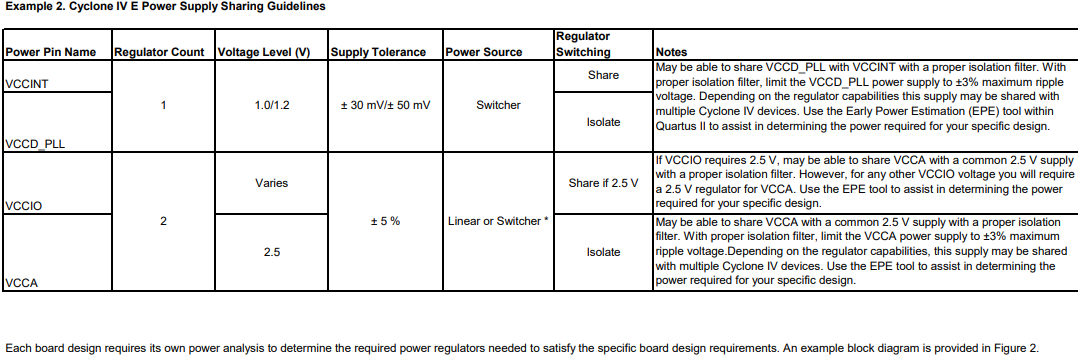 Example 2. Cyclone IV E Power Supply Sharing Guidelines
Power Pin Name
Regulator Count
Voltage Level (V)
Supply Tolerance
Power Source
Regulator
Switching
Notes
VCCINT
1
1.0/1.2
± 30 mV/± 50 mV
Switcher
Share
May be able to share VCCD_PLL with VCCINT with a proper isolation filter. With
proper isolation filter, limit the VCCD_PLL power supply to ±3% maximum ripple
voltage. Depending on the regulator capabilities this supply may be shared with
multiple Cyclone IV devices. Use the Early Power Estimation (EPE) tool within
Quartus II to assist in determining the power required for your specific design.
VCCD_PLL
Isolate
VCCIO
2
Varies
± 5 %
Linear or Switcher *
Share if 2.5 V
If VCCIO requires 2.5 V, may be able to share VCCA with a common 2.5 V supply
with a proper isolation filter. However, for any other VCCIO voltage you will require
a 2.5 V regulator for VCCA. Use the EPE tool to assist in determining the power
required for your specific design.
VCCA
2.5
Isolate
May be able to share VCCA with a common 2.5 V supply with a proper isolation
filter. With proper isolation filter, limit the VCCA power supply to ±3% maximum
ripple voltage.Depending on the regulator capabilities, this supply may be shared
with multiple Cyclone IV devices. Use the EPE tool to assist in determining the
power required for your specific design.
Each board design requires its own power analysis to determine the required power regulators needed to satisfy the specific board design requirements. An example block diagram is provided in Figure 2.